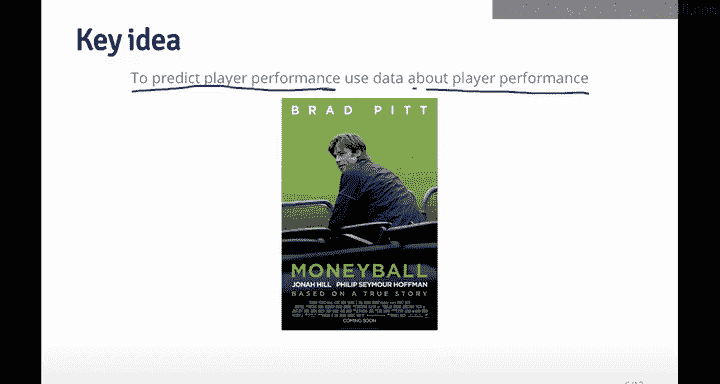 Key idea
To predict player performance use data about player performance
BRAD PITT
MONEYBALL
JONAH HILL PHILIP SEYMOUR HOFFMAN
BASED ON A TRUE STORY
COMING SOON